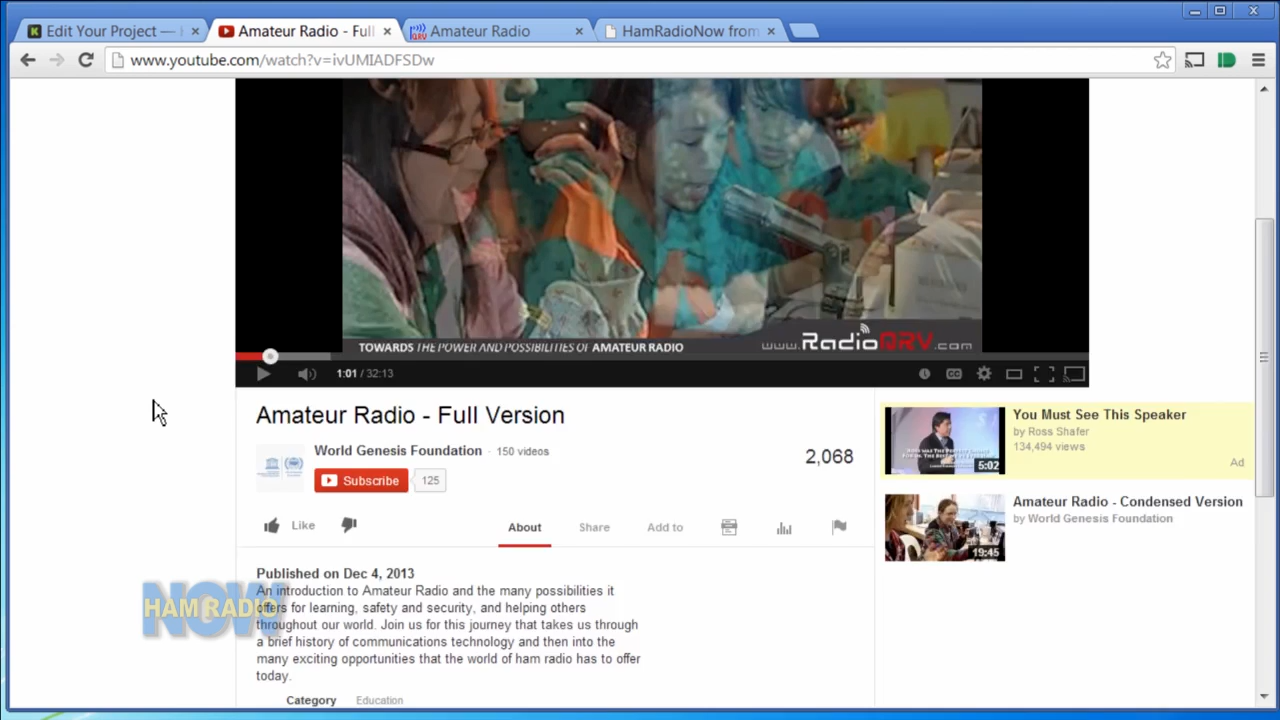 Edit Your Project —
Amateur Radio - Full
Amateur Radio
HamRadioNow from
www.youtube.com/watch?v=ivUMIADFSDw
TOWARDS THE POWER AND POSSIBILITIES OF AMATEUR RADIO
www.RadioQRV.com
1:01 / 32:13
CC
Amateur Radio - Full Version
World Genesis Foundation · 150 videos
2,068
Subscribe 125
Like
About Share Add to
Published on Dec 4, 2013
An introduction to Amateur Radio and the many possibilities it
offers for learning, safety and security, and helping others
throughout our world. Join us for this journey that takes us through
a brief history of communications technology and then into the
many exciting opportunities that the world of ham radio has to offer
today.
Category Education
HAM RADIO
NOW
You Must See This Speaker
by Ross Shafer
134,494 views
Ad
5:02
Amateur Radio - Condensed Version
by World Genesis Foundation
19:45